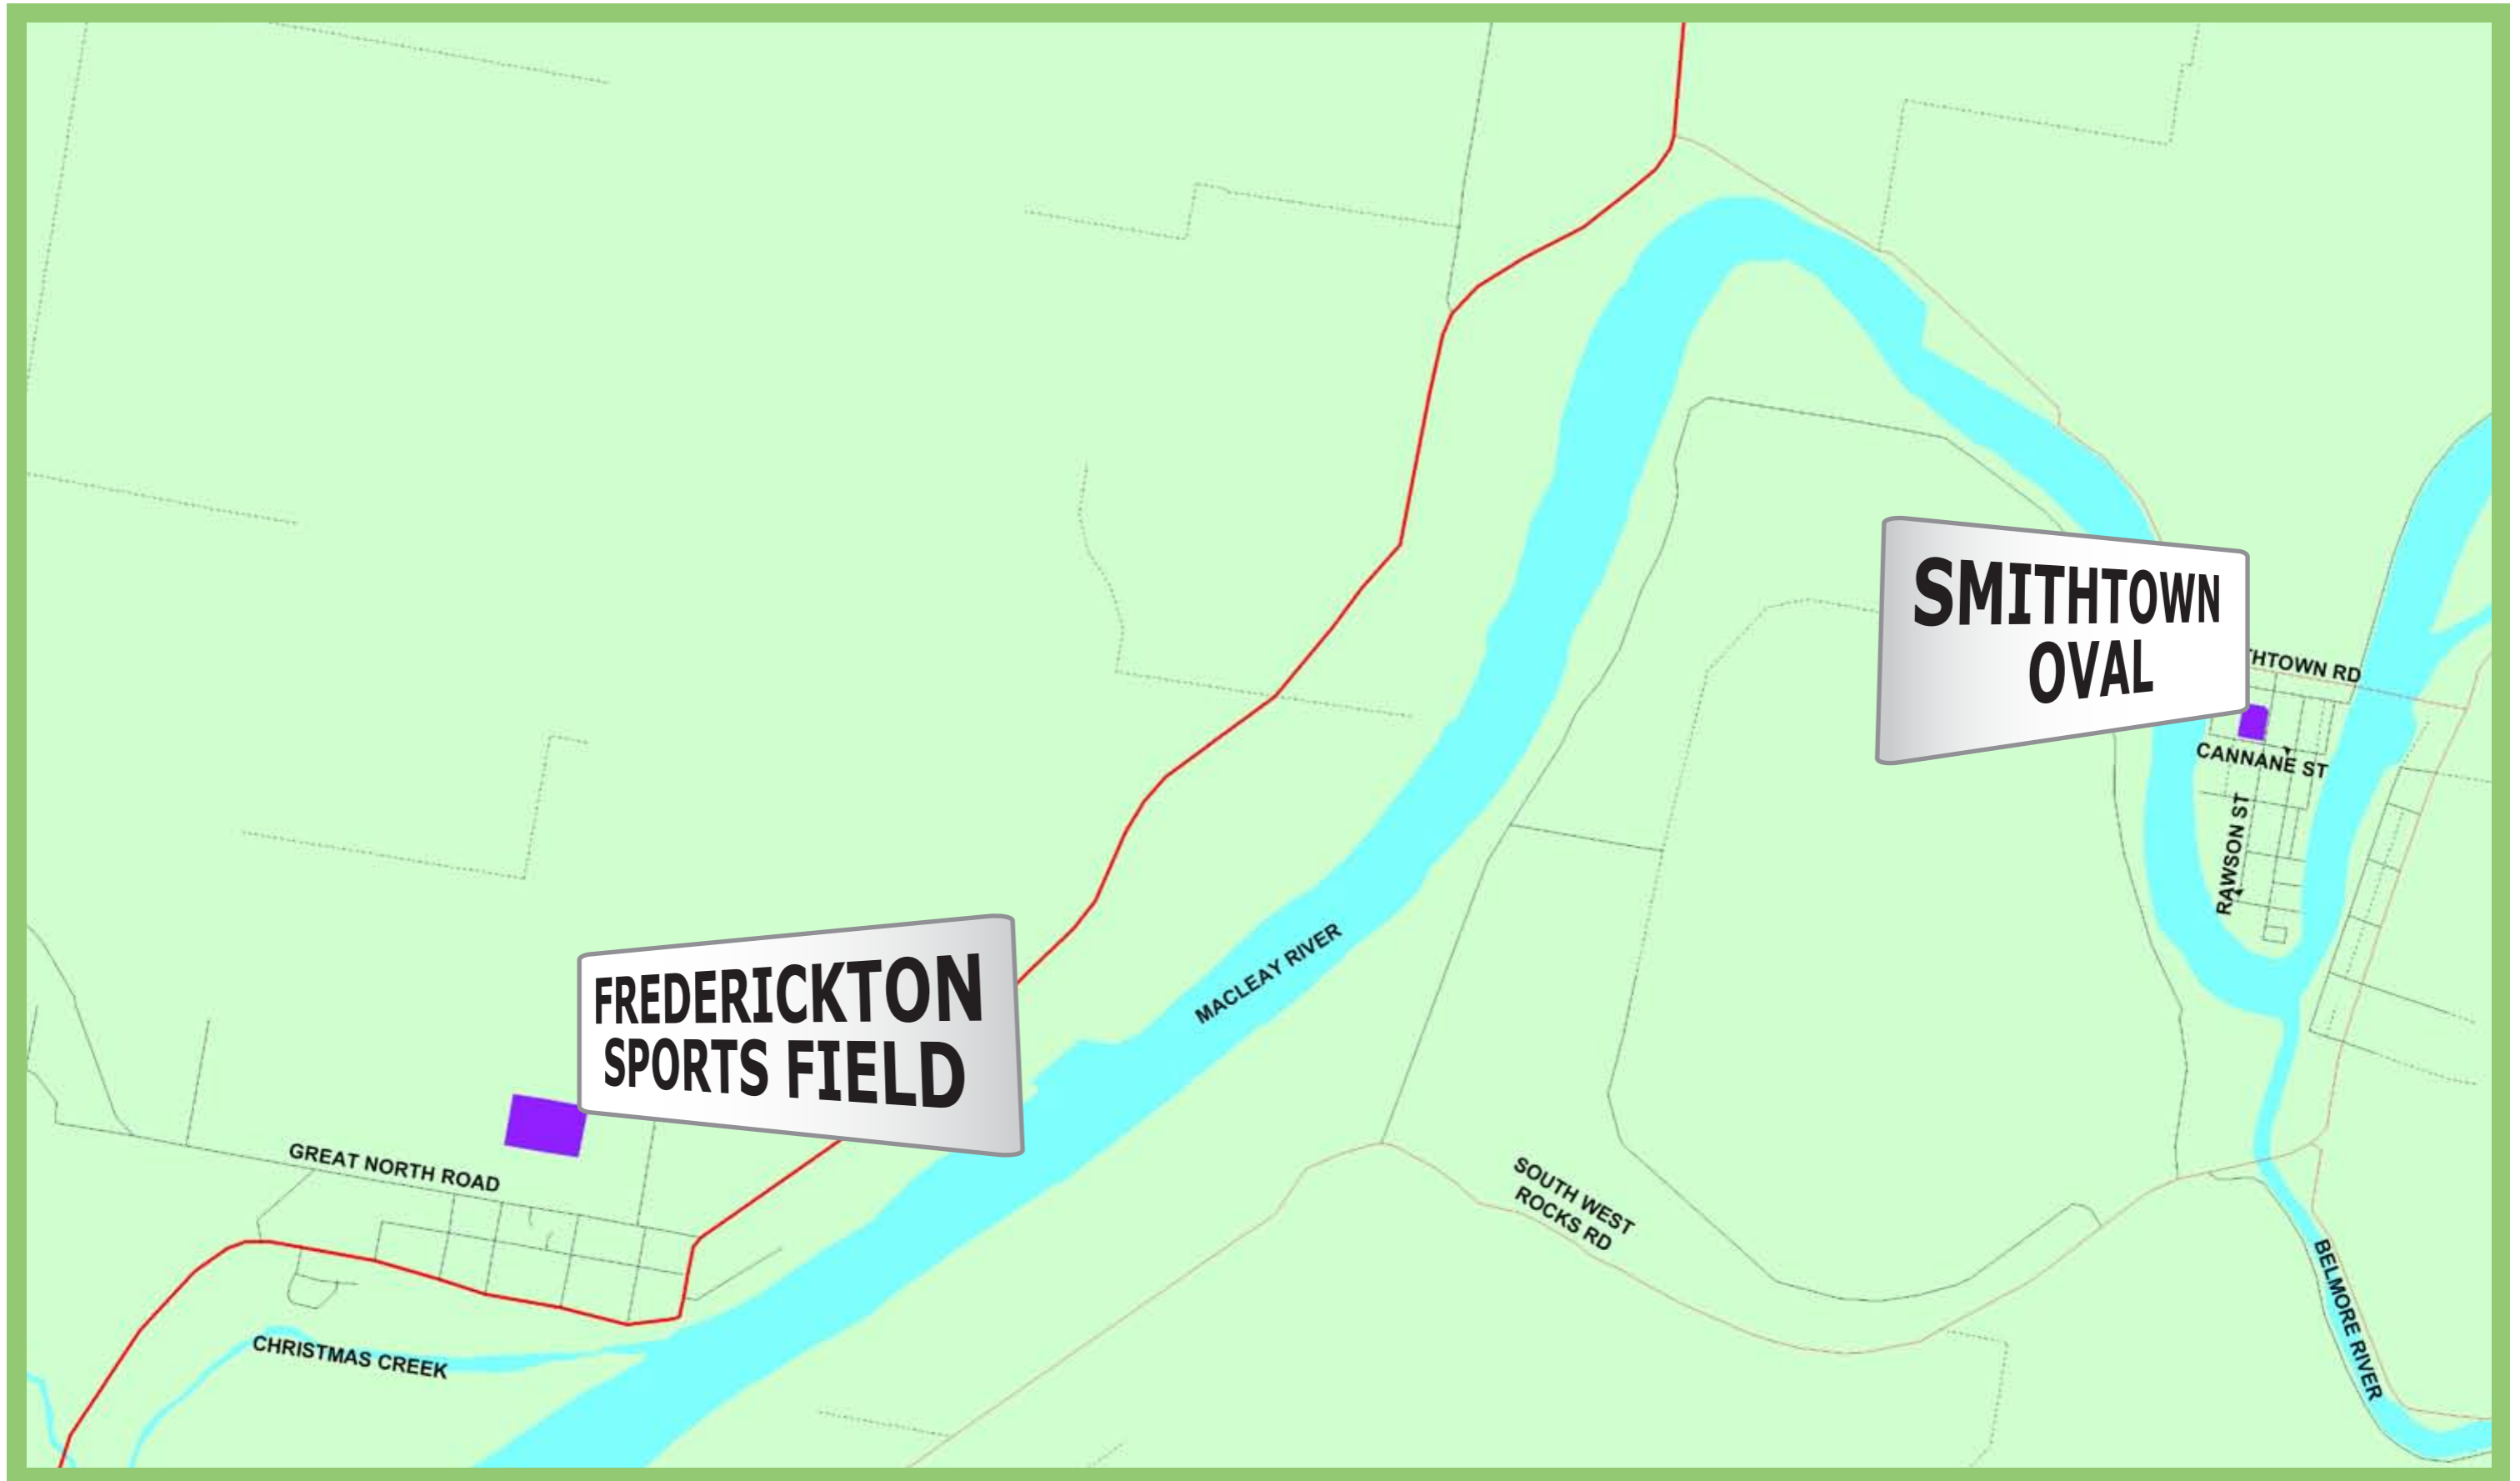 SMITHTOWN
OVAL
THTOWN RD
CANNANE ST
RAWSON ST
FREDERICKTON
SPORTS FIELD
MACLEAY RIVER
GREAT NORTH ROAD
SOUTH WEST
ROCKS RD
BELMORE RIVER
CHRISTMAS CREEK